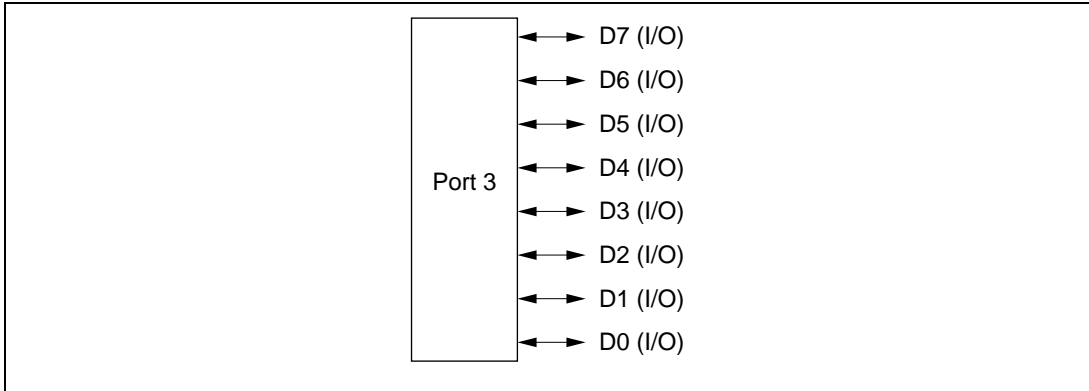 D7 (I/O)
D6 (I/O)
D5 (I/O)
D4 (I/O)
Port 3
D3 (I/O)
D2 (I/O)
D1 (I/O)
D0 (I/O)